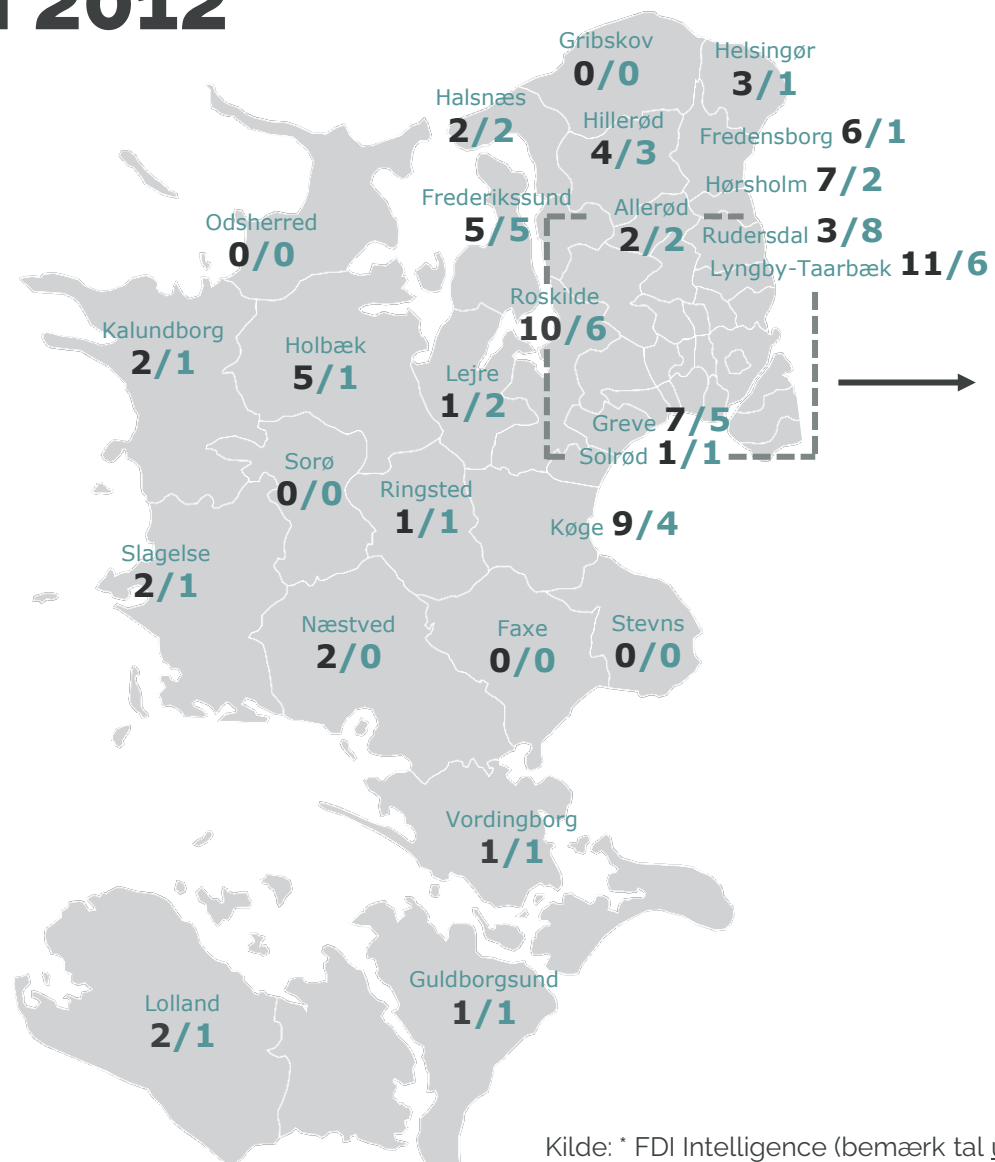 2012
Gribskov
0/0
Helsingør
3/1
Halsnæs
2/2
Hillerød
4/3
Fredensborg 6/1
Hørsholm 7/2
Frederikssund
5/5
Allerød
2/2
Rudersdal 3/8
Odsherred
0/0
Lyngby-Taarbæk 11/6
Roskilde
10/6
Kalundborg
2/1
Holbæk
5/1
Lejre
1/2
Greve 7/5
Solrød 1/1
Sorø
0/0
Ringsted
1/1
Køge 9/4
Slagelse
2/1
Næstved
2/0
Faxe
0/0
Stevns
0/0
Vordingborg
1/1
Guldborgsund
1/1
Lolland
2/1
Kilde: * FDI Intelligence (bemærk tal